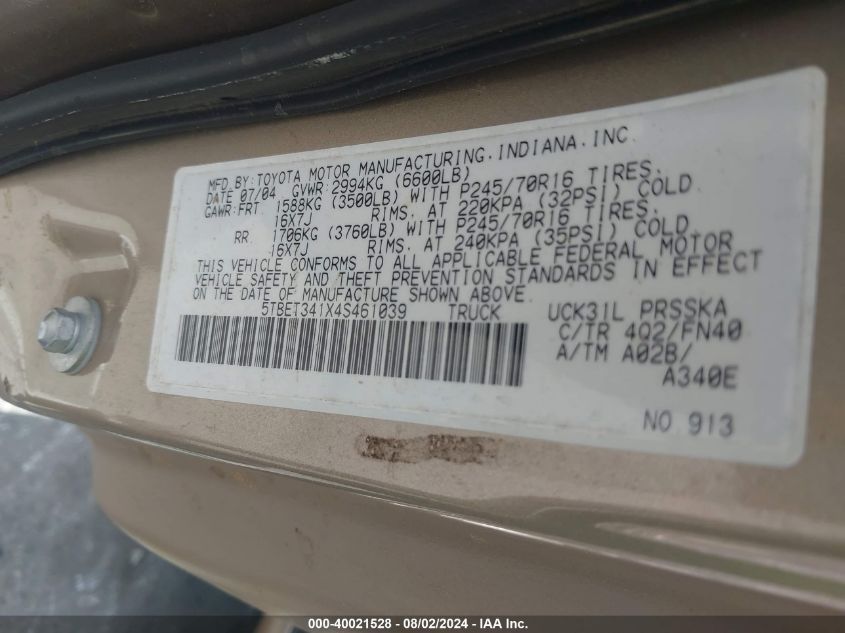 MFD.BY:TOYOTA MOTOR MANUFACTURING.INDIANA.INC.
DATE 07/04 GVWR:2994KG (6600LB)
GAWR:FRT 1588KG (3500LB) WITH P245/70R16 TIRES.
16X7J RIMS. AT 220KPA (32PSI) COLD
RR 1706KG (3760LB) WITH P245/70R16 TIRES.
16X7J RIMS. AT 240KPA (35PSI) COLD.
THIS VEHICLE CONFORMS TO ALL APPLICABLE FEDERAL MOTOR
VEHICLE SAFETY AND THEFT PREVENTION STANDARDS IN EFFECT
ON THE DATE OF MANUFACTURE SHOWN ABOVE.
5TBET341X4S461039 TRUCK
UCK31L PRSSKA
C/TR 4Q2/FN40
A/TM A02B/
A340E
NO.913
000-40021528 - 08/02/2024 - IAA Inc.